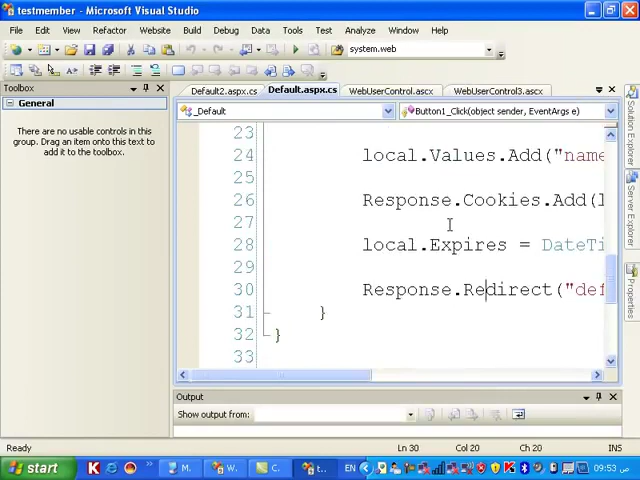 testmember - Microsoft Visual Studio
File Edit View Refactor Website Build Debug Data Tools Test Analyze Window Help
system.web
Toolbox
General
There are no usable controls in this
group. Drag an item onto this text to
add it to the toolbox.
Default2.aspx.cs Default.aspx.cs WebUserControl.ascx WebUserControl3.ascx
_Default Button1_Click(object sender, EventArgs e)
23
24 local.Values.Add("name
25
26 Response.Cookies.Add(l
27
28 local.Expires = DateTi
29
30 Response.Redirect("def
31 }
32 }
33
Solution Explorer
Server Explorer
Properties
Output
Show output from:
Ready Ln 30 Col 20 Ch 20 INS
start M. W. C. t... EN 09:53 ص